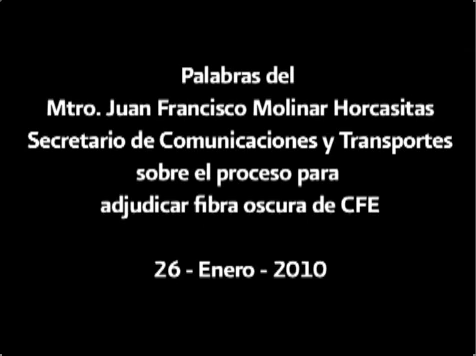 Palabras del
Mtro. Juan Francisco Molinar Horcasitas
Secretario de Comunicaciones y Transportes
sobre el proceso para
adjudicar fibra oscura de CFE
26 - Enero - 2010